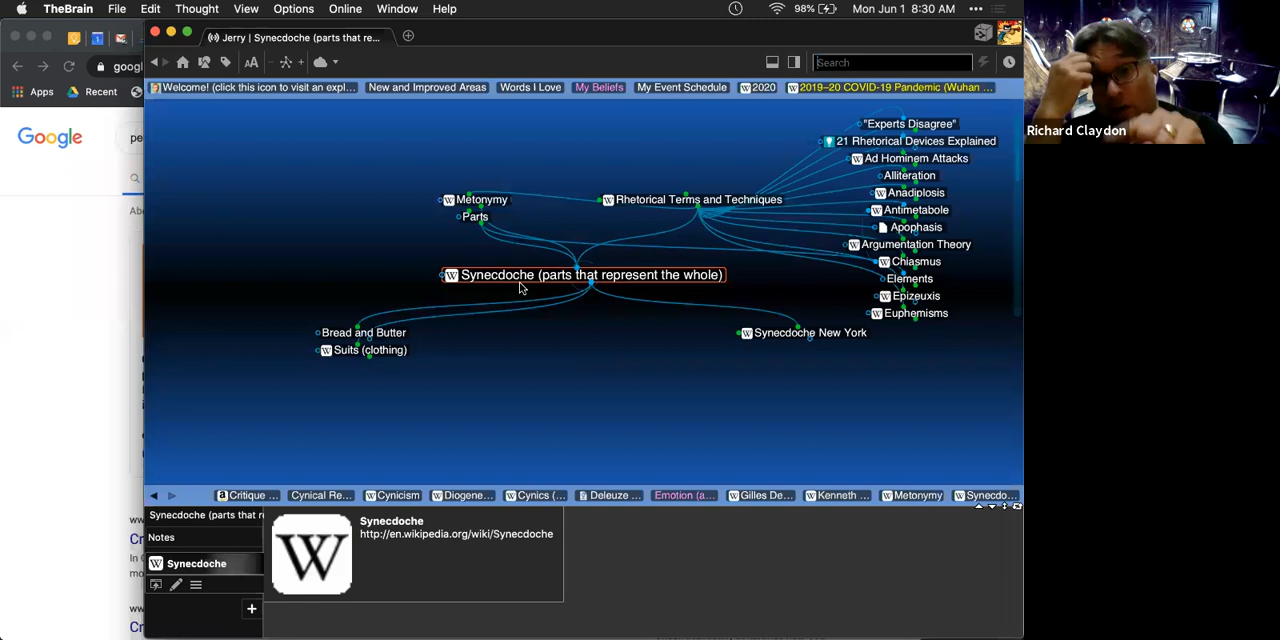 TheBrain File Edit Thought View Options Online Window Help 98% Mon Jun 1 8:30 AM
Jerry | Synecdoche (parts that re...
googl
AA
Search
Apps Recent
Welcome! (click this icon to visit an expl... New and Improved Areas Words I Love My Beliefs My Event Schedule 2020 2019–20 COVID-19 Pandemic (Wuhan ...
Google
pe
"Experts Disagree"
21 Rhetorical Devices Explained
Ad Hominem Attacks
Alliteration
Anadiplosis
Metonymy
Rhetorical Terms and Techniques
Antimetabole
Parts
Apophasis
Argumentation Theory
Chiasmus
Synecdoche (parts that represent the whole)
Elements
Epizeuxis
Euphemisms
Bread and Butter
Synecdoche New York
Suits (clothing)
Richard Claydon
Critique ... Cynical Re... Cynicism Diogene... Cynics (... Deleuze ... Emotion (a... Gilles De... Kenneth ... Metonymy Synecdo...
Synecdoche (parts that re
Notes
Synecdoche
Synecdoche
http://en.wikipedia.org/wiki/Synecdoche
W